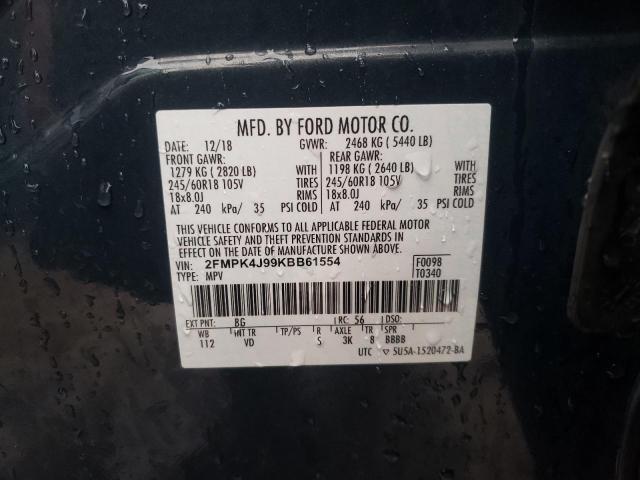 MFD. BY FORD MOTOR CO.
DATE: 12/18 GVWR: 2468 KG ( 5440 LB)
FRONT GAWR: REAR GAWR:
1279 KG ( 2820 LB) WITH 1198 KG ( 2640 LB) WITH
245/60R18 105V TIRES 245/60R18 105V TIRES
18x8.0J RIMS 18x8.0J RIMS
AT 240 kPa/ 35 PSI COLD AT 240 kPa/ 35 PSI COLD
THIS VEHICLE CONFORMS TO ALL APPLICABLE FEDERAL MOTOR
VEHICLE SAFETY AND THEFT PREVENTION STANDARDS IN
EFFECT ON THE DATE OF MANUFACTURE SHOWN ABOVE.
VIN: 2FMPK4J99KBB61554 F0098
TYPE: MPV T0340
EXT PNT: BG RC: 56 DSO:
WB INT TR TP/PS R AXLE TR SPR
112 VD S 3K 8 BBBB
UTC ▽ 5U5A-1520472-BA